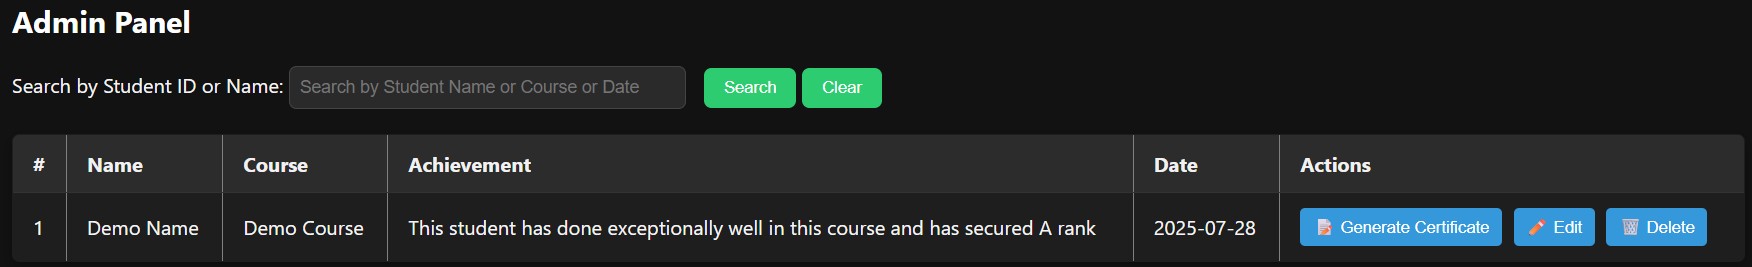 Admin Panel
Search by Student ID or Name: Search by Student Name or Course or Date Search Clear
# Name Course Achievement Date Actions
1 Demo Name Demo Course This student has done exceptionally well in this course and has secured A rank 2025-07-28 Generate Certificate Edit Delete